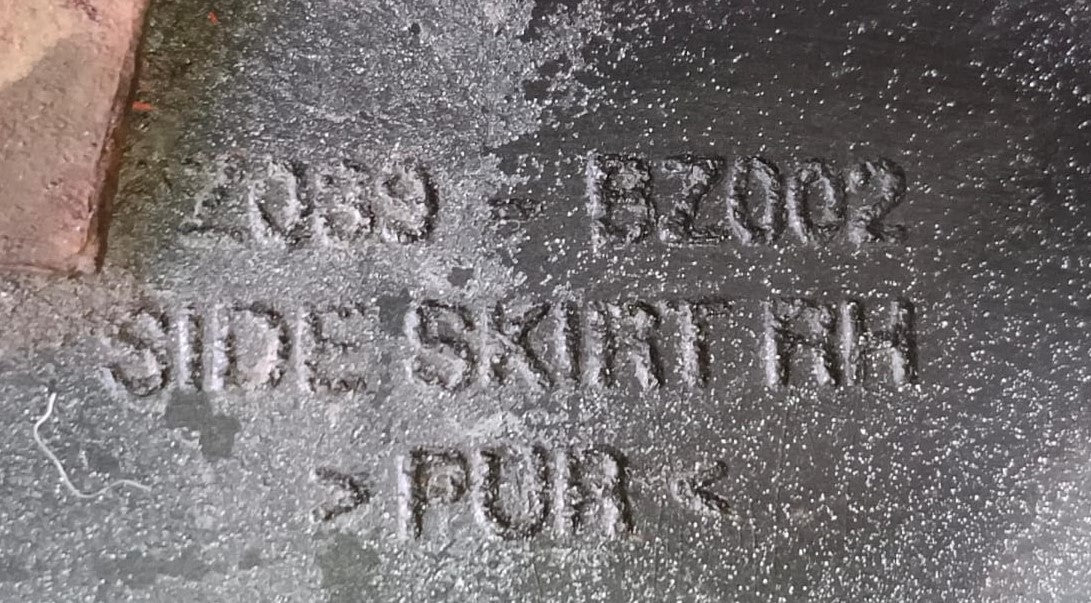 Z089 - BZ002
SIDE SKIRT RH
> PUR <